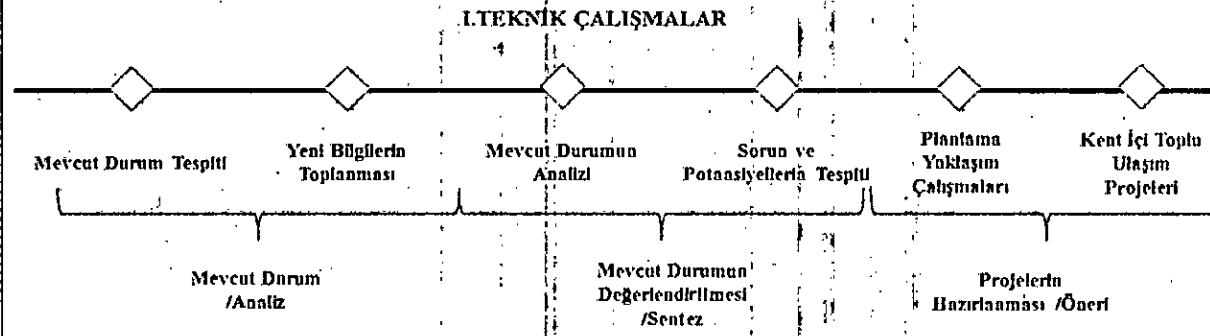 I.TEKNİK ÇALIŞMALAR
Mevcut Durum Tespiti
Yeni Bilgilerin
Toplanması
Mevcut Durumun
Analizi
Sorun ve
Potansiyellerin Tespiti
Planlama
Yaklaşım
Çalışmaları
Kent İçi Toplu
Ulaşım
Projeleri
Mevcut Durum
/Analiz
Mevcut Durumun
Değerlendirilmesi
/Sentez
Projelerin
Hazırlanması /Öneri